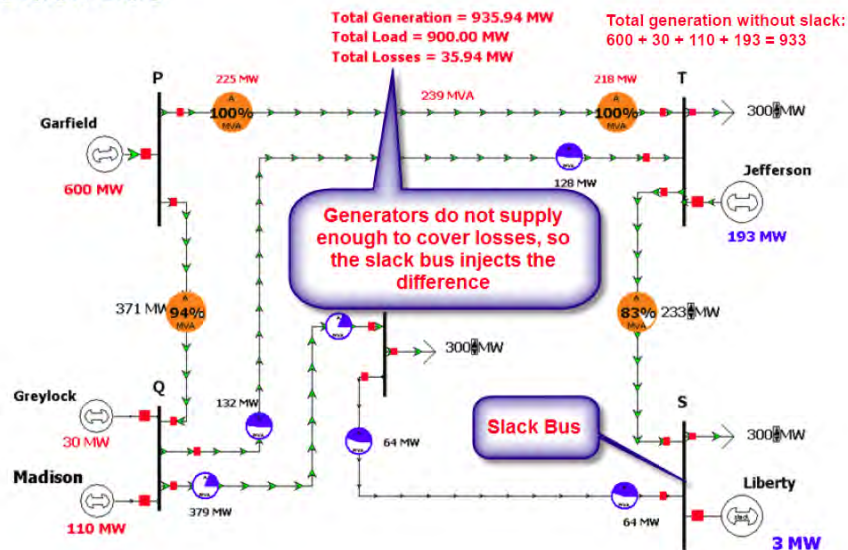 Total Generation = 935.94 MW
Total Load = 900.00 MW
Total Losses = 35.94 MW
Total generation without slack:
600 + 30 + 110 + 193 = 933
P
225 MW
A
100%
MVA
239 MVA
218 MW
A
100%
MVA
T
300 MW
Garfield
600 MW
128 MW
Jefferson
193 MW
Generators do not supply
enough to cover losses, so
the slack bus injects the
difference
371 MW
A
94%
MVA
A
83%
MVA
233 MW
300 MW
Q
Greylock
30 MW
132 MW
64 MW
Slack Bus
S
300 MW
Madison
110 MW
379 MW
64 MW
Liberty
slack
3 MW